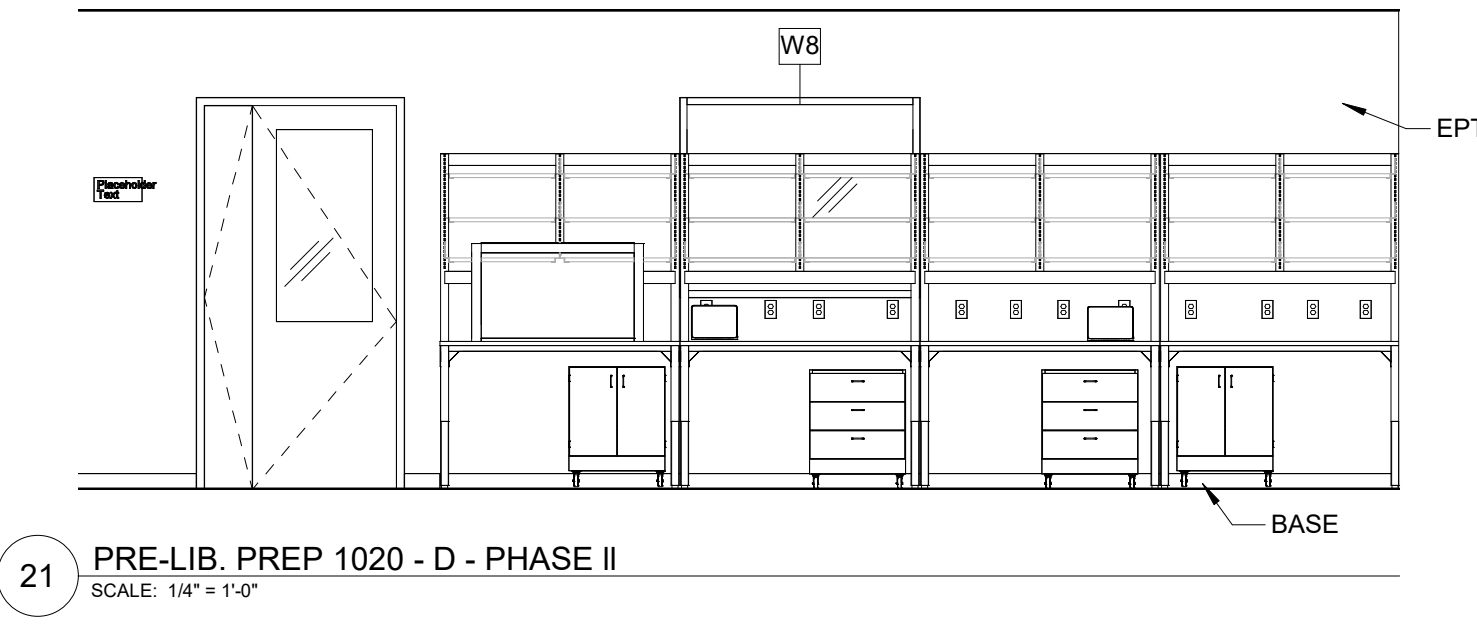 W8
EPT
Placeholder
Text
BASE
21
PRE-LIB. PREP 1020 - D - PHASE II
SCALE: 1/4" = 1'-0"